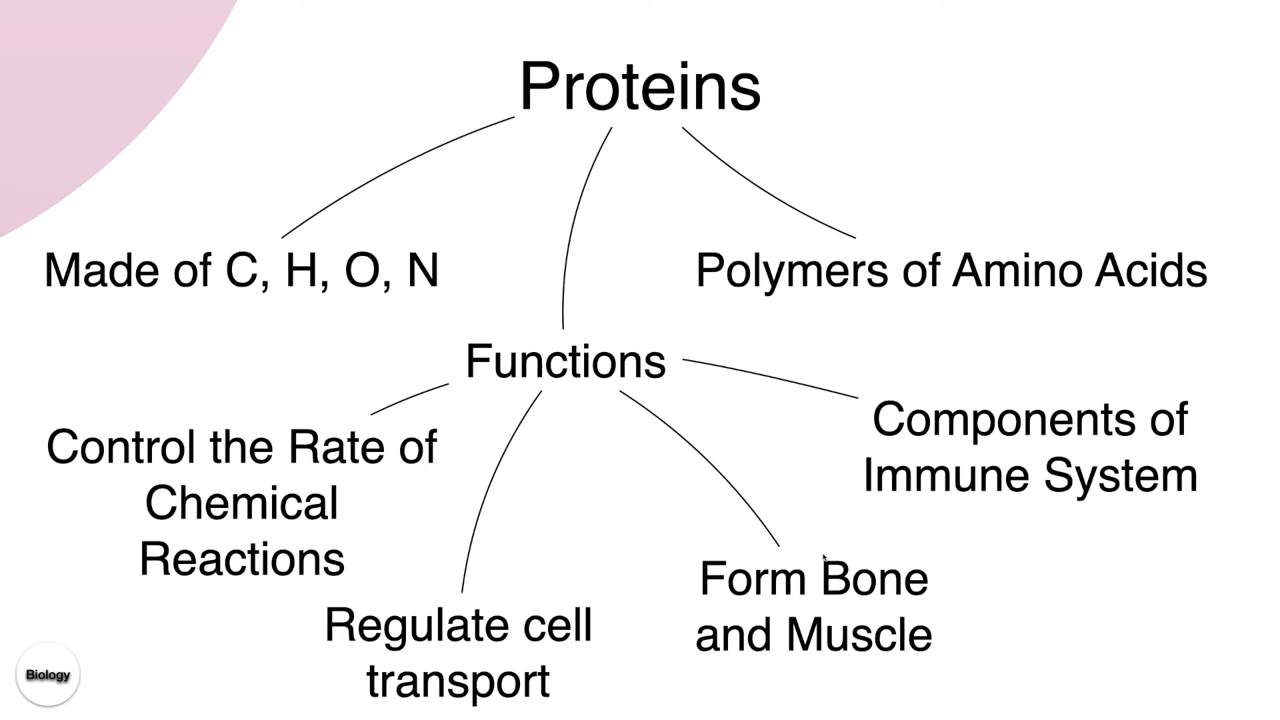 Proteins
Made of C, H, O, N
Polymers of Amino Acids
Functions
Control the Rate of
Chemical
Reactions
Regulate cell
transport
Form Bone
and Muscle
Components of
Immune System
Biology